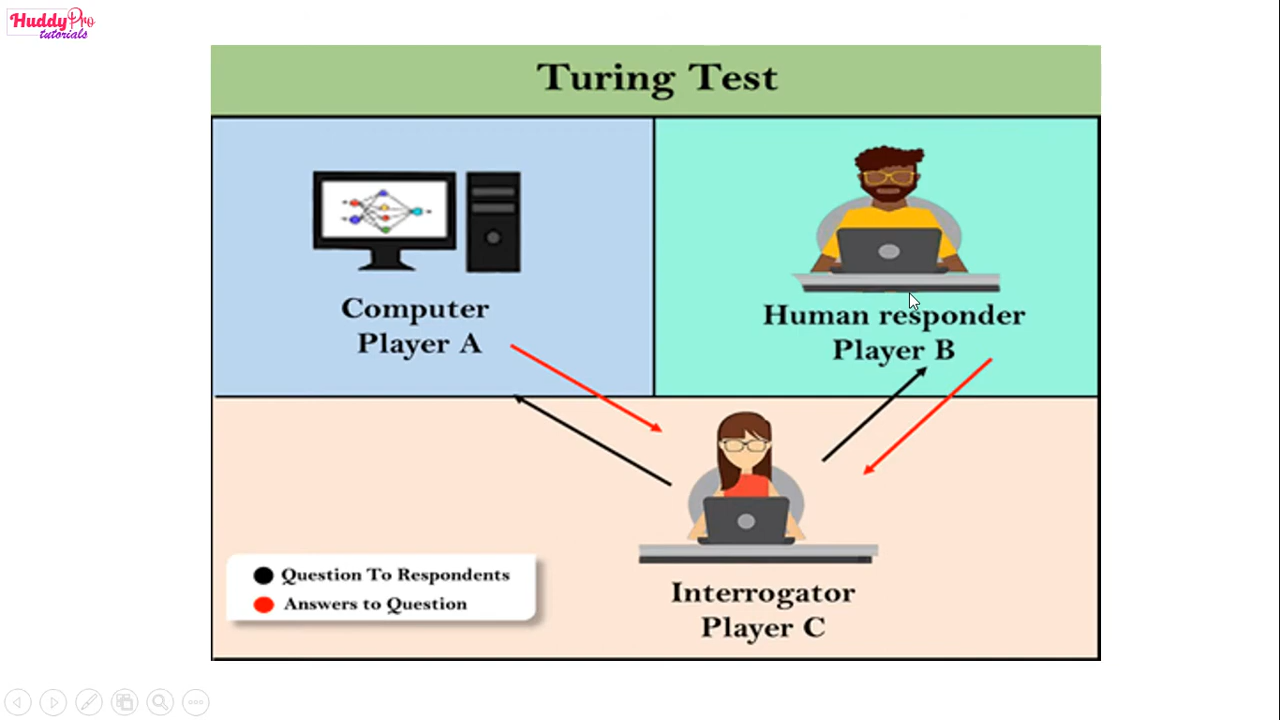 HuddyPro
tutorials
Turing Test
Computer
Player A
Human responder
Player B
Question To Respondents
Answers to Question
Interrogator
Player C